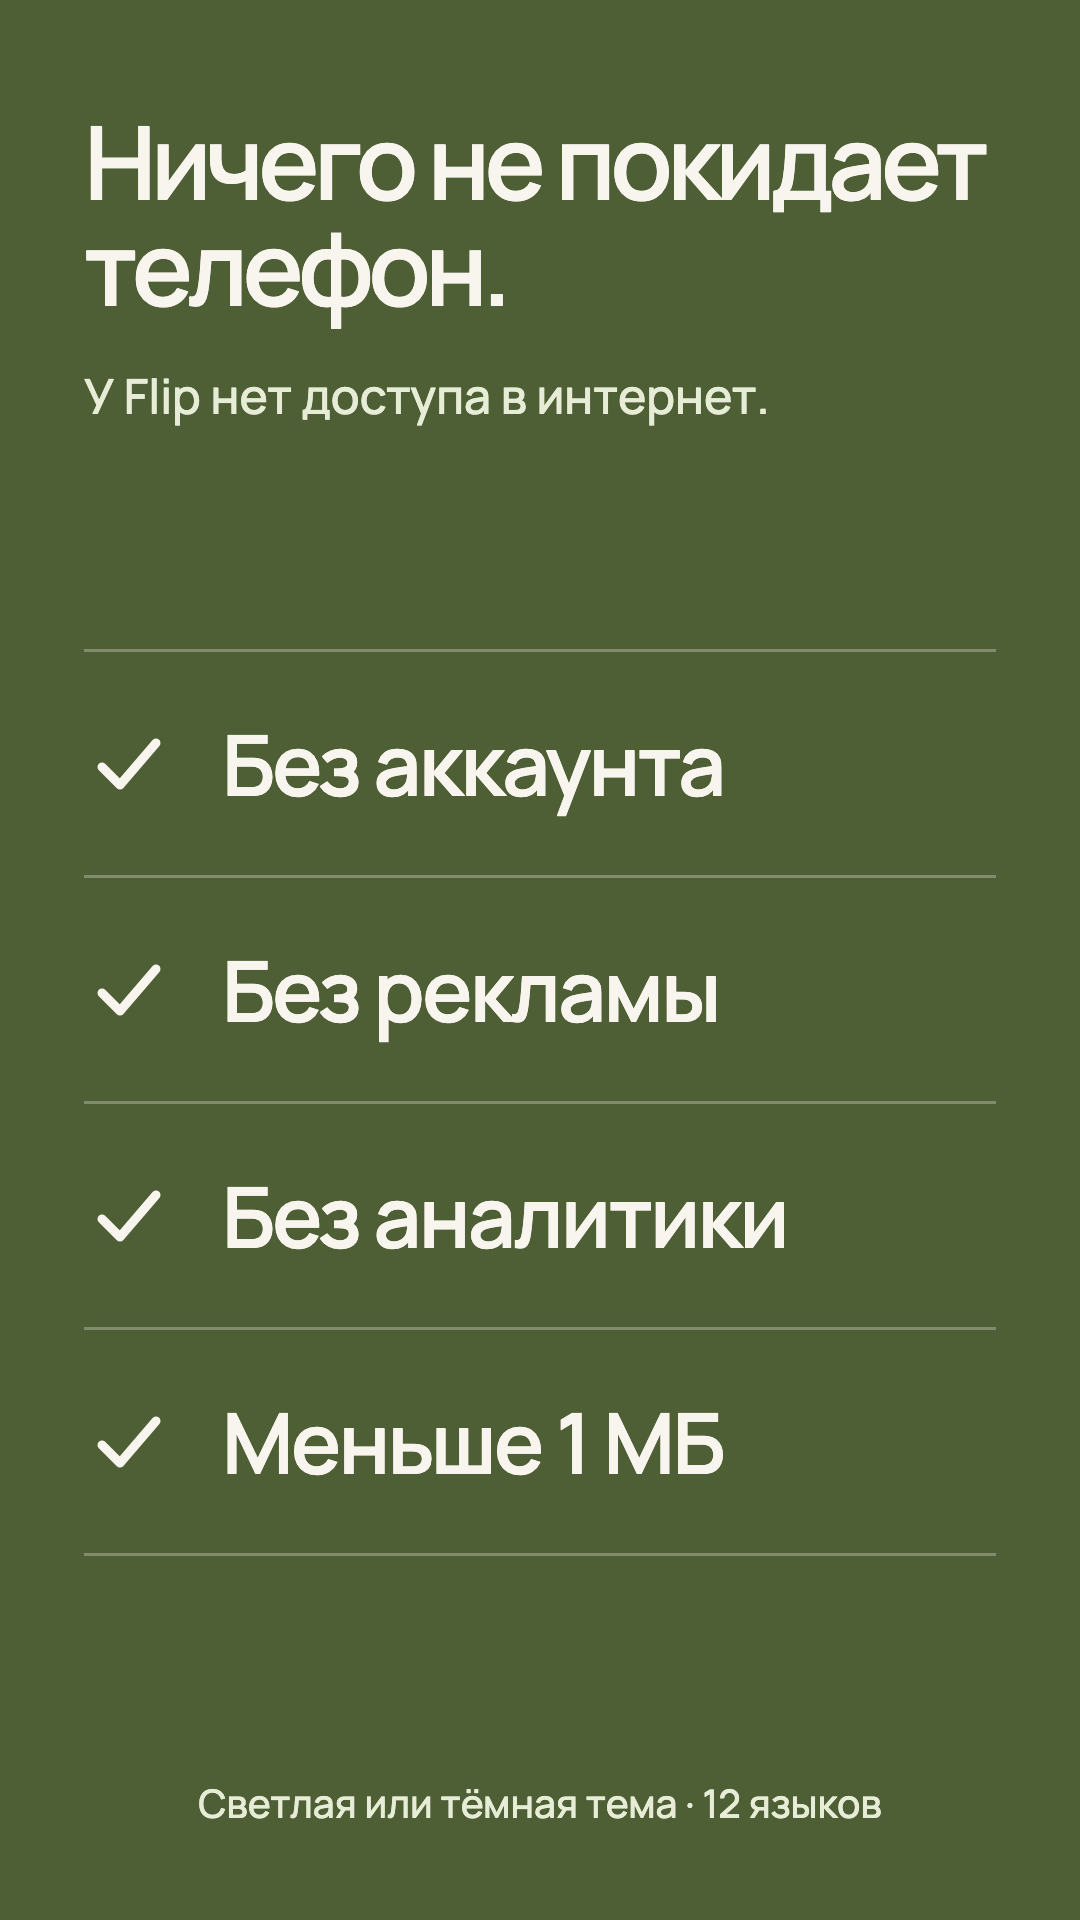 Ничего не покидает
телефон.
У Flip нет доступа в интернет.
Без аккаунта
Без рекламы
Без аналитики
Меньше 1 МБ
Светлая или тёмная тема · 12 языков